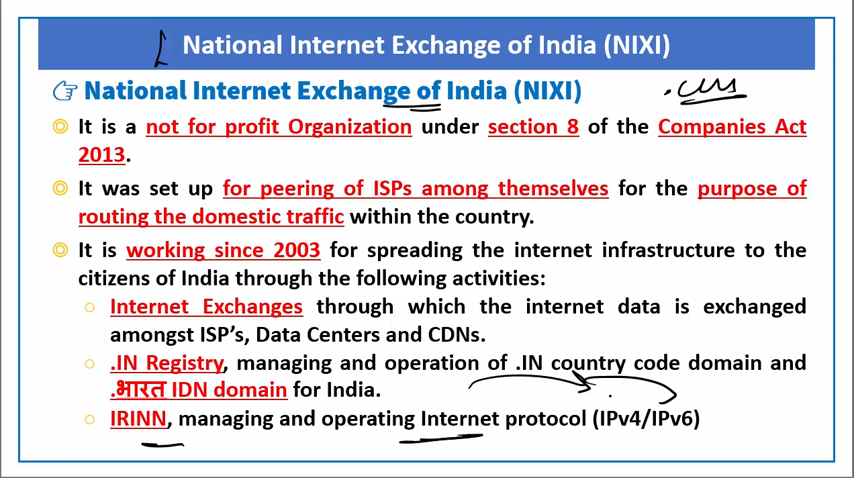 National Internet Exchange of India (NIXI)
National Internet Exchange of India (NIXI)
It is a not for profit Organization under section 8 of the Companies Act
2013.
It was set up for peering of ISPs among themselves for the purpose of
routing the domestic traffic within the country.
It is working since 2003 for spreading the internet infrastructure to the
citizens of India through the following activities:
Internet Exchanges through which the internet data is exchanged
amongst ISP's, Data Centers and CDNs.
.IN Registry, managing and operation of .IN country code domain and
.भारत IDN domain for India.
IRINN, managing and operating Internet protocol (IPv4/IPv6)